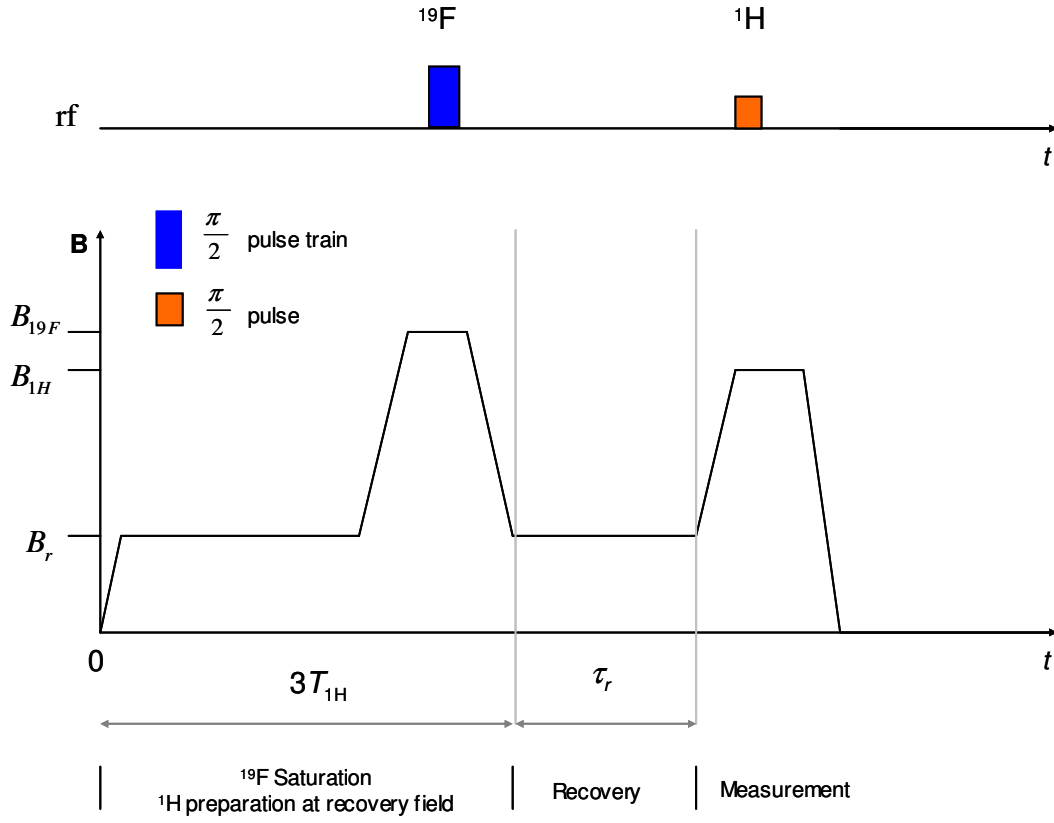 ¹⁹F
¹H
rf
t
B
π/2 pulse train
π/2 pulse
B₁₉F
B₁H
Bᵣ
0
t
3T₁H
τᵣ
¹⁹F Saturation
¹H preparation at recovery field
Recovery
Measurement